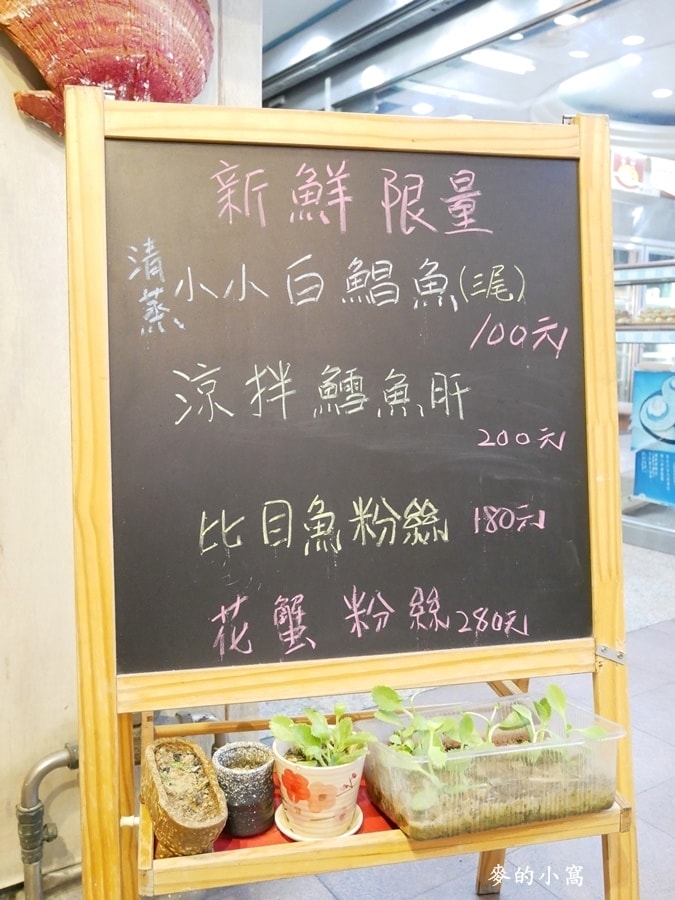 新鮮限量
清蒸
小小白鯧魚(三尾)
100元
涼拌鱈魚肝
200元
比目魚粉絲 180元
花蟹粉絲 280元
麥的小窩